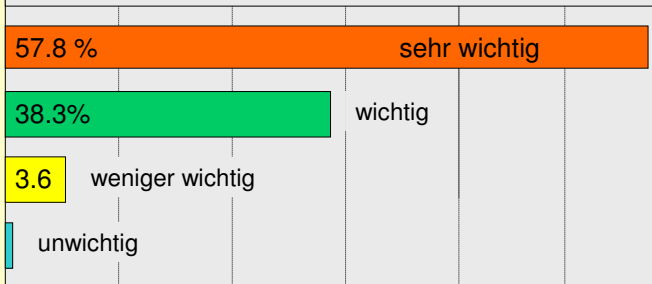 57.8 % sehr wichtig
38.3% wichtig
3.6 weniger wichtig
unwichtig